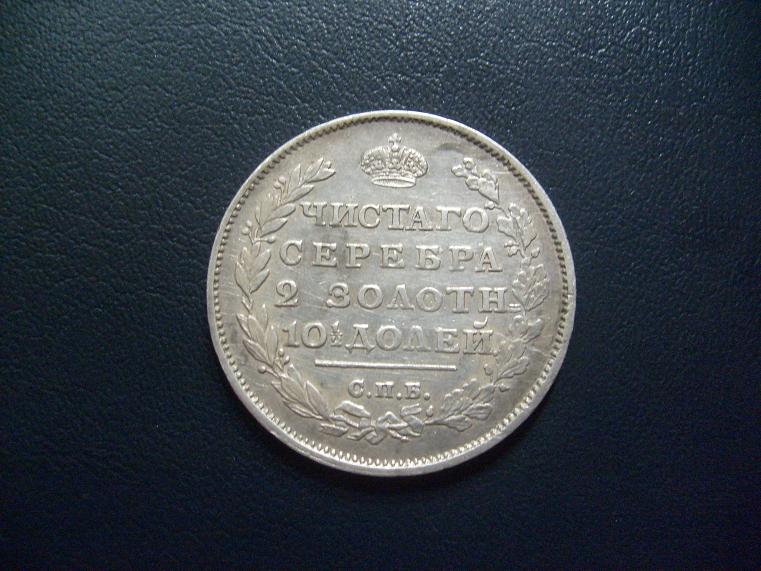 ЧИСТАГО
СЕРЕБРА
2 ЗОЛОТН.
10½ ДОЛЕЙ
С.П.Б.